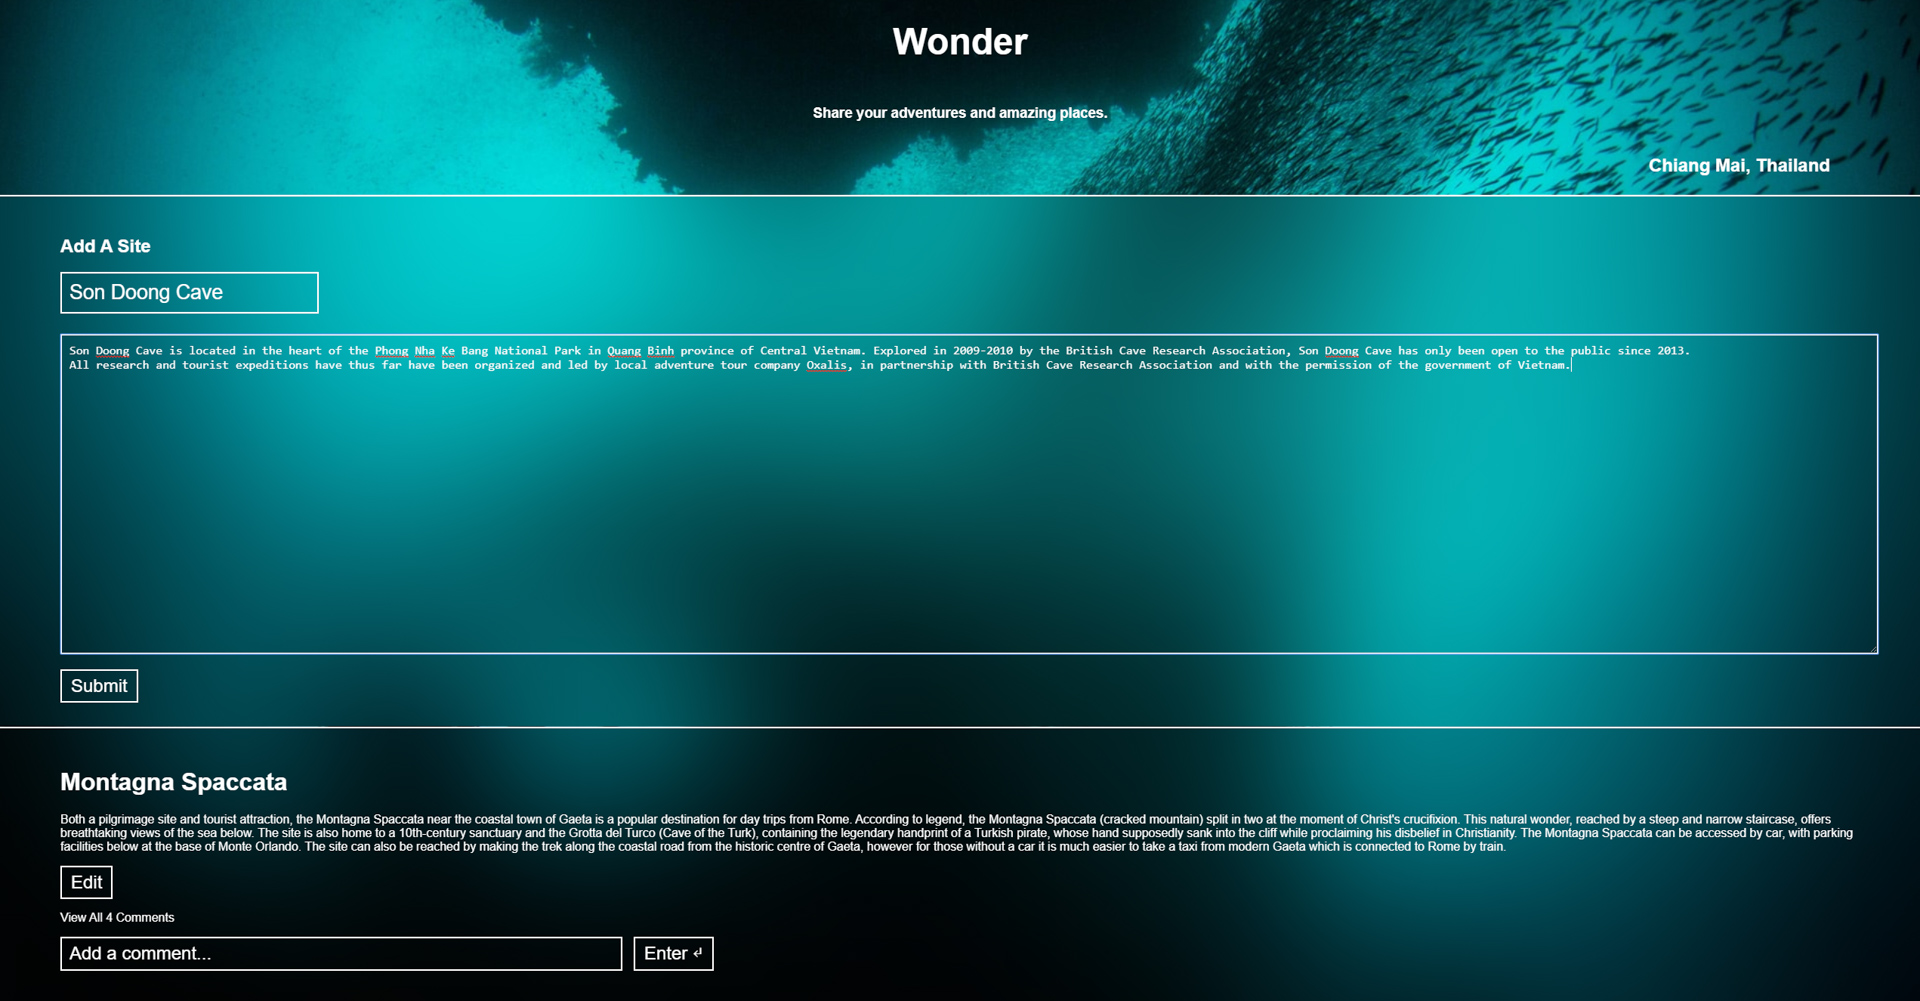 Wonder
Share your adventures and amazing places.
Chiang Mai, Thailand
Add A Site
Son Doong Cave
Son Doong Cave is located in the heart of the Phong Nha Ke Bang National Park in Quang Binh province of Central Vietnam. Explored in 2009-2010 by the British Cave Research Association, Son Doong Cave has only been open to the public since 2013.
All research and tourist expeditions have thus far have been organized and led by local adventure tour company Oxalis, in partnership with British Cave Research Association and with the permission of the government of Vietnam.
Submit
Montagna Spaccata
Both a pilgrimage site and tourist attraction, the Montagna Spaccata near the coastal town of Gaeta is a popular destination for day trips from Rome. According to legend, the Montagna Spaccata (cracked mountain) split in two at the moment of Christ's crucifixion. This natural wonder, reached by a steep and narrow staircase, offers
breathtaking views of the sea below. The site is also home to a 10th-century sanctuary and the Grotta del Turco (Cave of the Turk), containing the legendary handprint of a Turkish pirate, whose hand supposedly sank into the cliff while proclaiming his disbelief in Christianity. The Montagna Spaccata can be accessed by car, with parking
facilities below at the base of Monte Orlando. The site can also be reached by making the trek along the coastal road from the historic centre of Gaeta, however for those without a car it is much easier to take a taxi from modern Gaeta which is connected to Rome by train.
Edit
View All 4 Comments
Add a comment...
Enter ↵